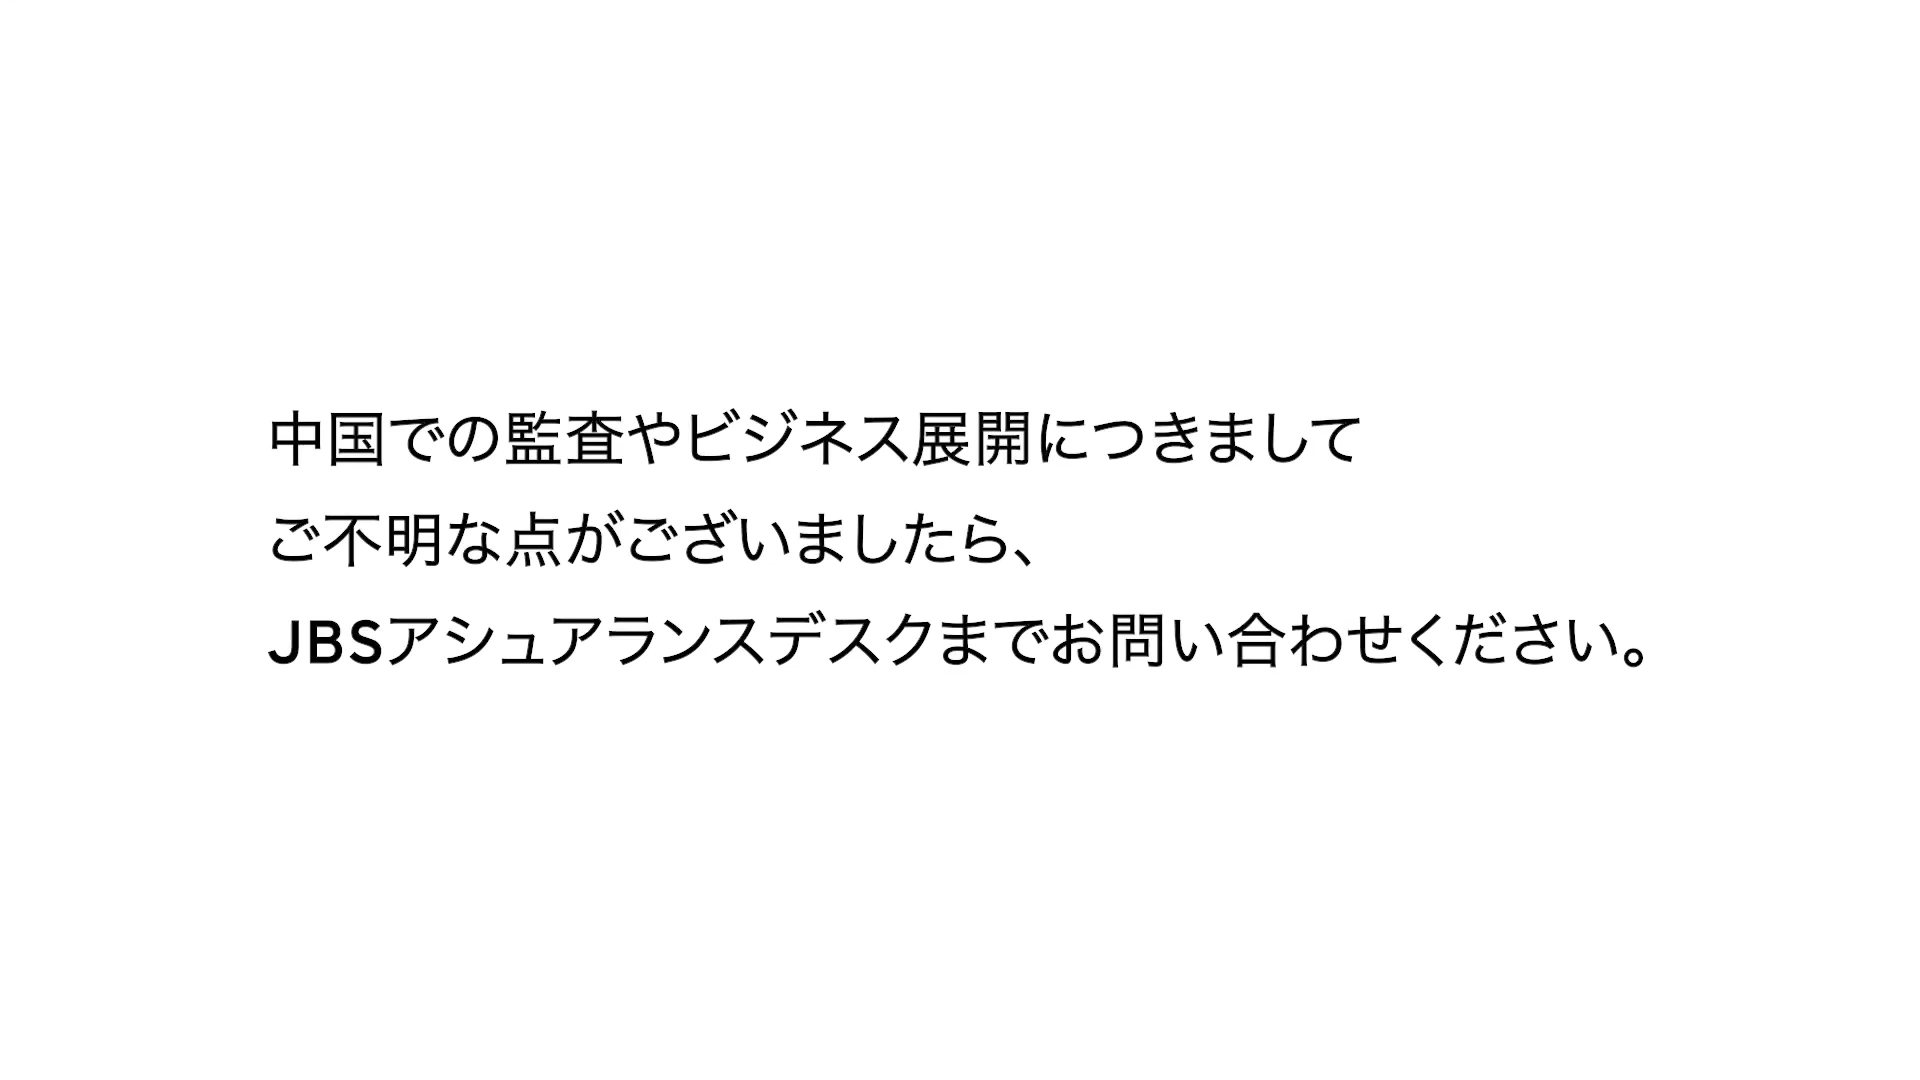 中国での監査やビジネス展開につきまして
ご不明な点がございましたら、
JBSアシュアランスデスクまでお問い合わせください。